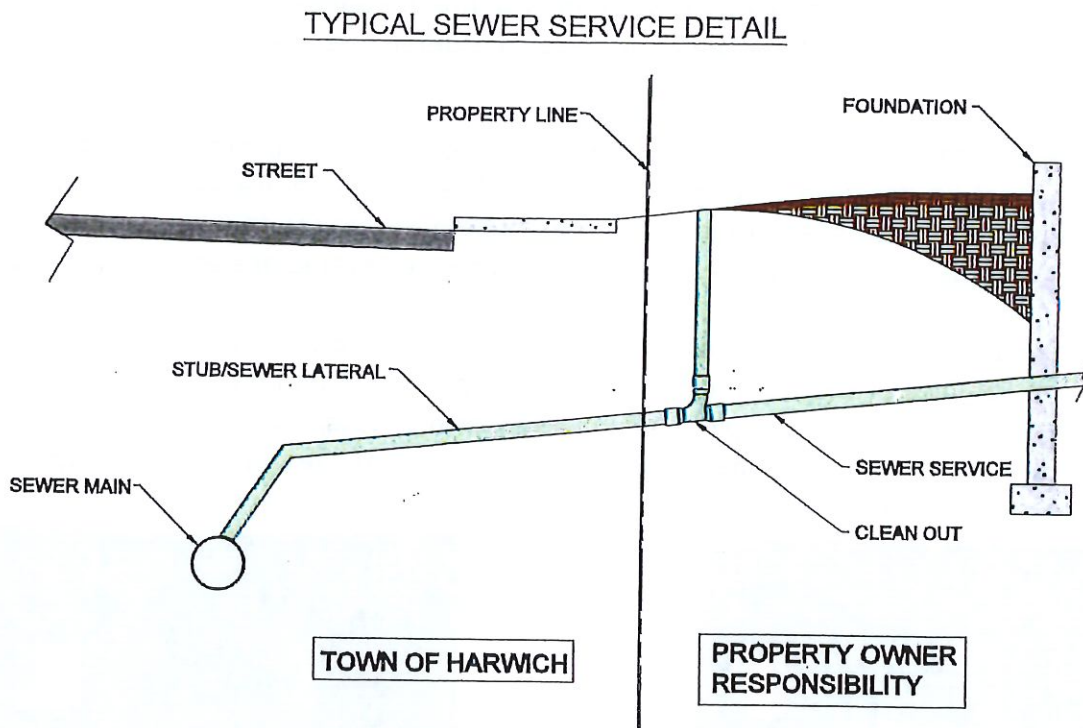 TYPICAL SEWER SERVICE DETAIL
PROPERTY LINE
FOUNDATION
STREET
STUB/SEWER LATERAL
SEWER MAIN
SEWER SERVICE
CLEAN OUT
TOWN OF HARWICH
PROPERTY OWNER
RESPONSIBILITY